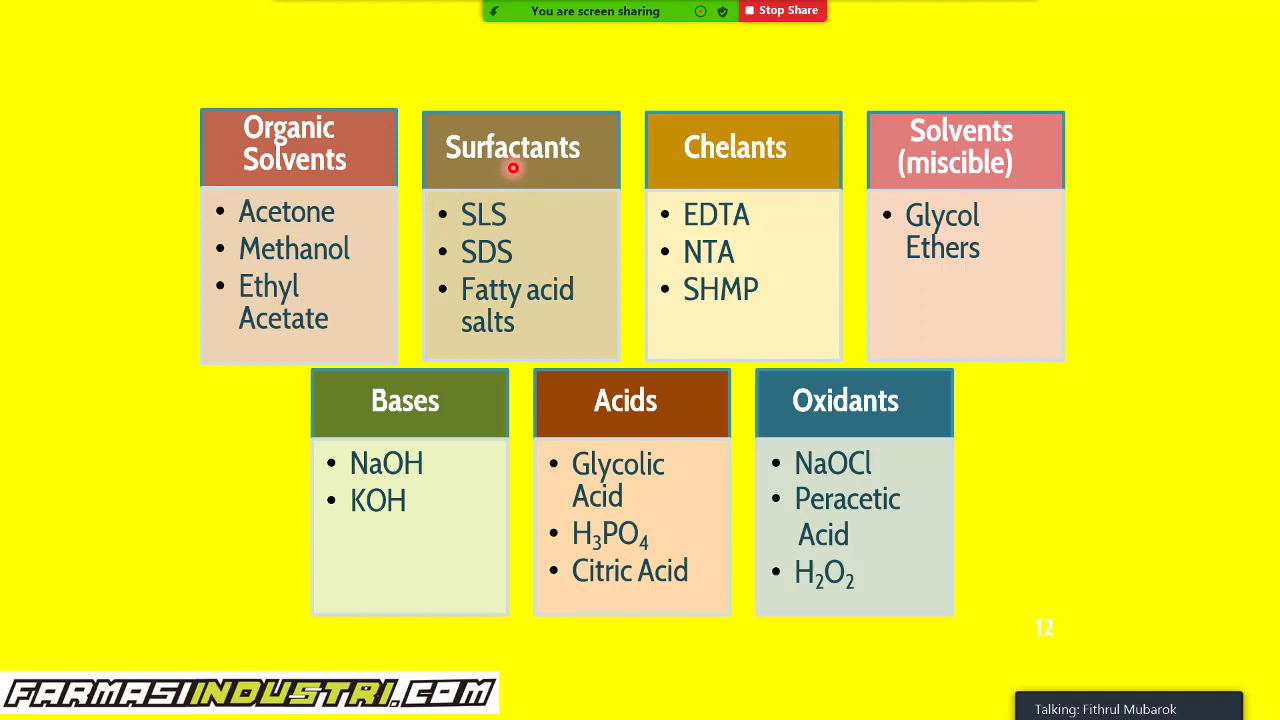 You are screen sharing
Stop Share
Organic
Solvents
• Acetone
• Methanol
• Ethyl
Acetate
Surfactants
• SLS
• SDS
• Fatty acid
salts
Chelants
• EDTA
• NTA
• SHMP
Solvents
(miscible)
• Glycol
Ethers
Bases
• NaOH
• KOH
Acids
• Glycolic
Acid
• H₃PO₄
• Citric Acid
Oxidants
• NaOCl
• Peracetic
Acid
• H₂O₂
12
FARMASIINDUSTRI.COM
Talking: Fithrul Mubarok